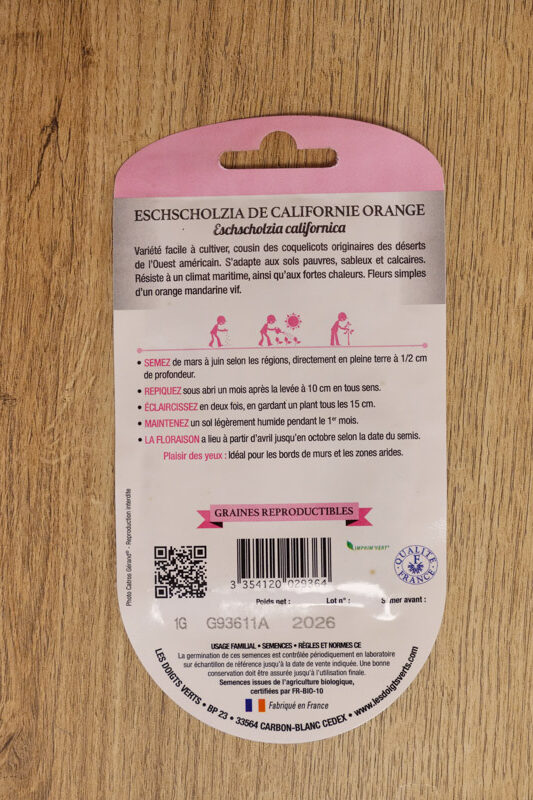 ESCHSCHOLZIA DE CALIFORNIE ORANGE
Eschscholzia californica
Variété facile à cultiver, cousin des coquelicots originaires des déserts
de l'Ouest américain. S'adapte aux sols pauvres, sableux et calcaires.
Résiste à un climat maritime, ainsi qu'aux fortes chaleurs. Fleurs simples
d'un orange mandarine vif.
• SEMEZ de mars à juin selon les régions, directement en pleine terre à 1/2 cm
de profondeur.
• REPIQUEZ sous abri un mois après la levée à 10 cm en tous sens.
• ÉCLAIRCISSEZ en deux fois, en gardant un plant tous les 15 cm.
• MAINTENEZ un sol légèrement humide pendant le 1er mois.
• LA FLORAISON a lieu à partir d'avril jusqu'en octobre selon la date du semis.
Plaisir des yeux : Idéal pour les bords de murs et les zones arides.
GRAINES REPRODUCTIBLES
Photo Catros Gérand® - Reproduction interdite
IMPRIM'VERT®
QUALITÉ
F
FRANCE
3 354120 029364
Poids net :
Lot n° :
Semer avant :
1G G93611A 2026
USAGE FAMILIAL • SEMENCES • RÈGLES ET NORMES CE
La germination de ces semences est contrôlée périodiquement en laboratoire
sur échantillon de référence jusqu'à la date de vente indiquée. Une bonne
conservation doit être assurée jusqu'à l'utilisation finale.
Semences issues de l'agriculture biologique,
certifiées par FR-BIO-10
Fabriqué en France
LES DOIGTS VERTS • BP 23 • 33564 CARBON-BLANC CEDEX • www.lesdoigtsverts.com